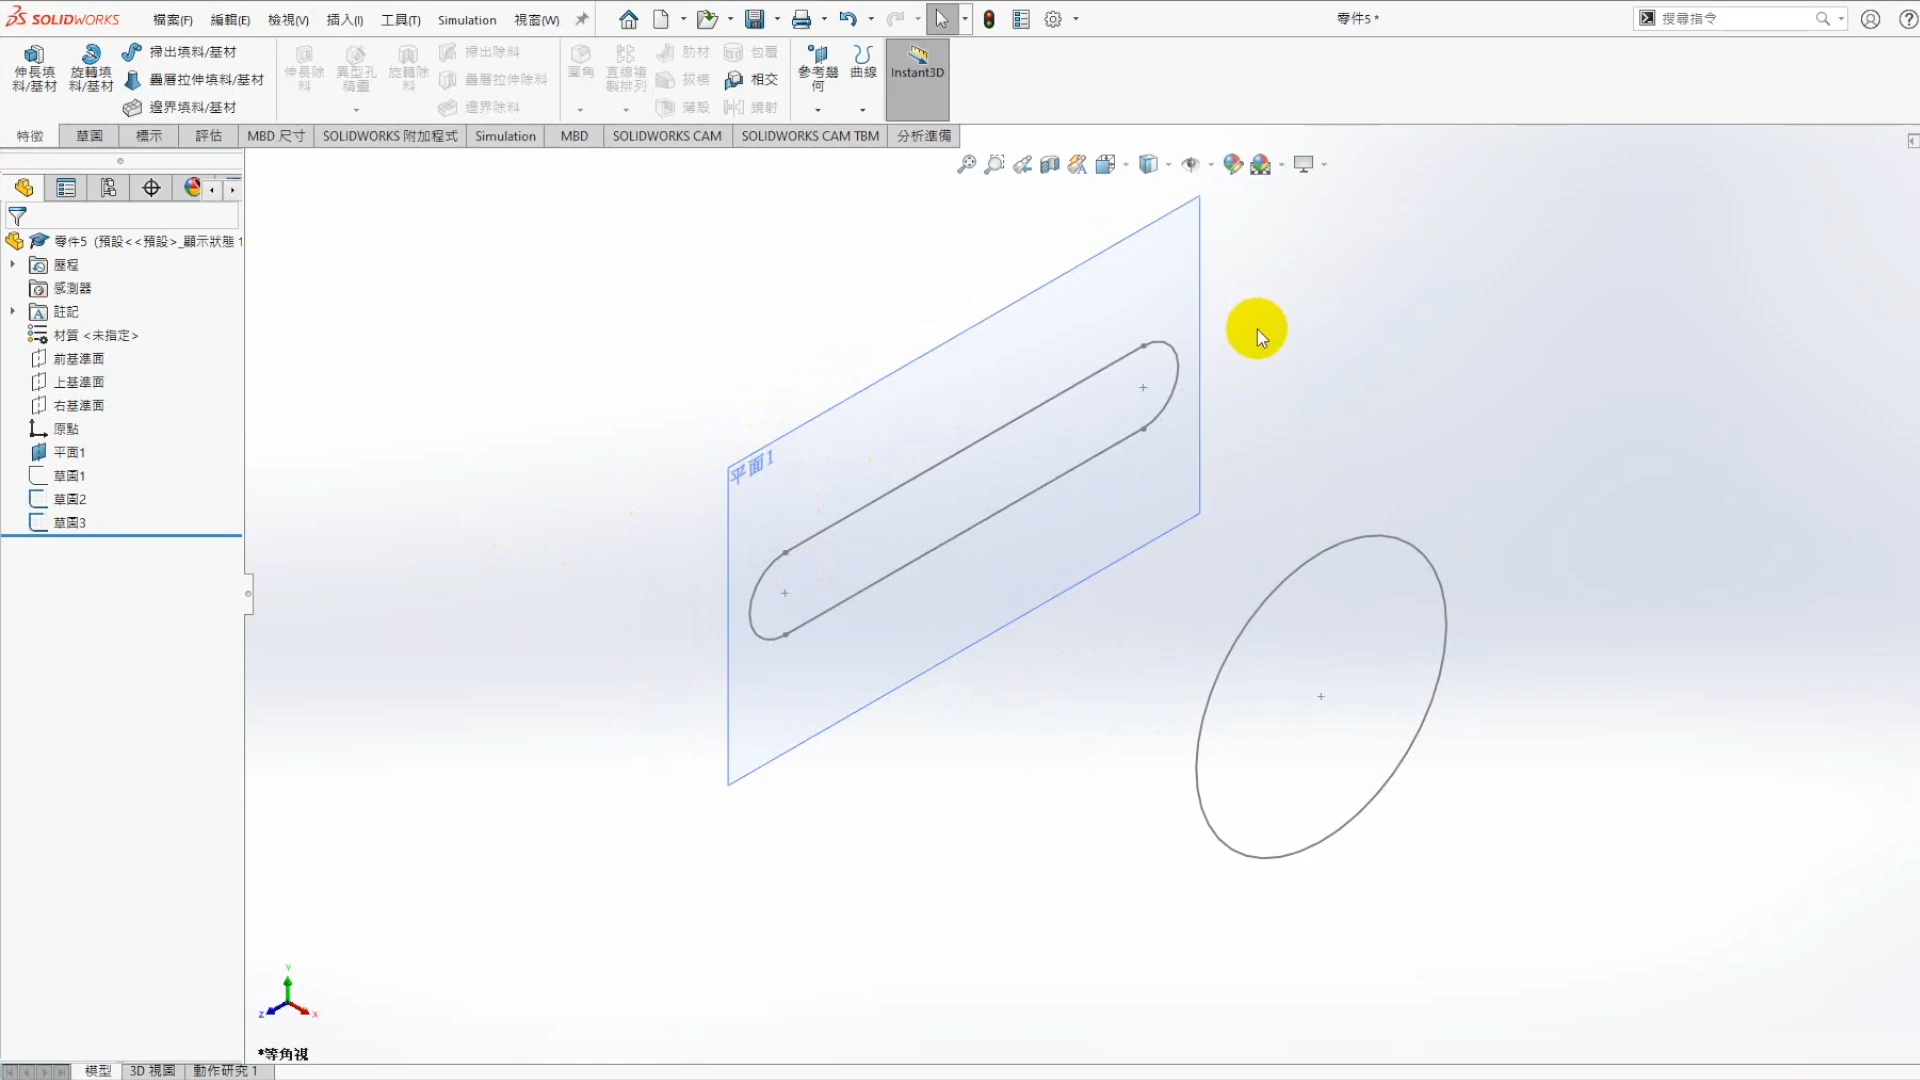 SOLIDWORKS 檔案(F) 編輯(E) 檢視(V) 插入(I) 工具(T) Simulation 視窗(W) 零件5 * 搜尋指令
伸長填料/基材 旋轉填料/基材 掃出填料/基材 疊層拉伸填料/基材 邊界填料/基材
伸長除料 異型孔精靈 旋轉除料 掃出除料 疊層拉伸除料 邊界除料
圓角 直線複製排列 肋材 拔模 薄殼 包覆 相交 鏡射
參考幾何 曲線 Instant3D
特徵 草圖 標示 評估 MBD 尺寸 SOLIDWORKS 附加程式 Simulation MBD SOLIDWORKS CAM SOLIDWORKS CAM TBM 分析準備
零件5 (預設<<預設>_顯示狀態 1
歷程
感測器
註記
材質 <未指定>
前基準面
上基準面
右基準面
原點
平面1
草圖1
草圖2
草圖3
平面1
Y
Z X
*等角視
模型 3D 視圖 動作研究 1